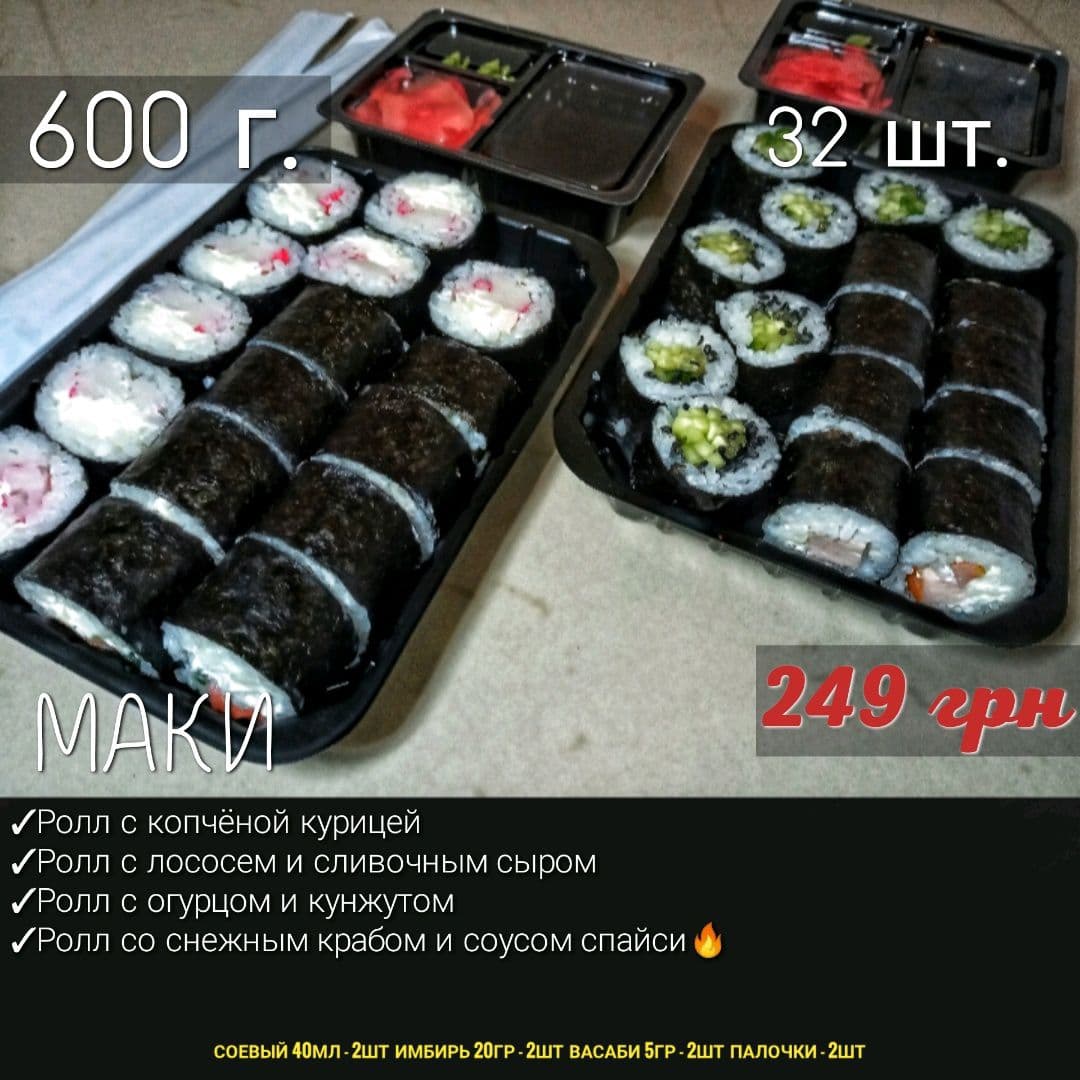 600 г.
32 шт.
МАКИ
249 грн
✓Ролл с копчёной курицей
✓Ролл с лососем и сливочным сыром
✓Ролл с огурцом и кунжутом
✓Ролл со снежным крабом и соусом спайси🔥
СОЕВЫЙ 40МЛ - 2ШТ ИМБИРЬ 20ГР - 2ШТ ВАСАБИ 5ГР - 2ШТ ПАЛОЧКИ - 2ШТ